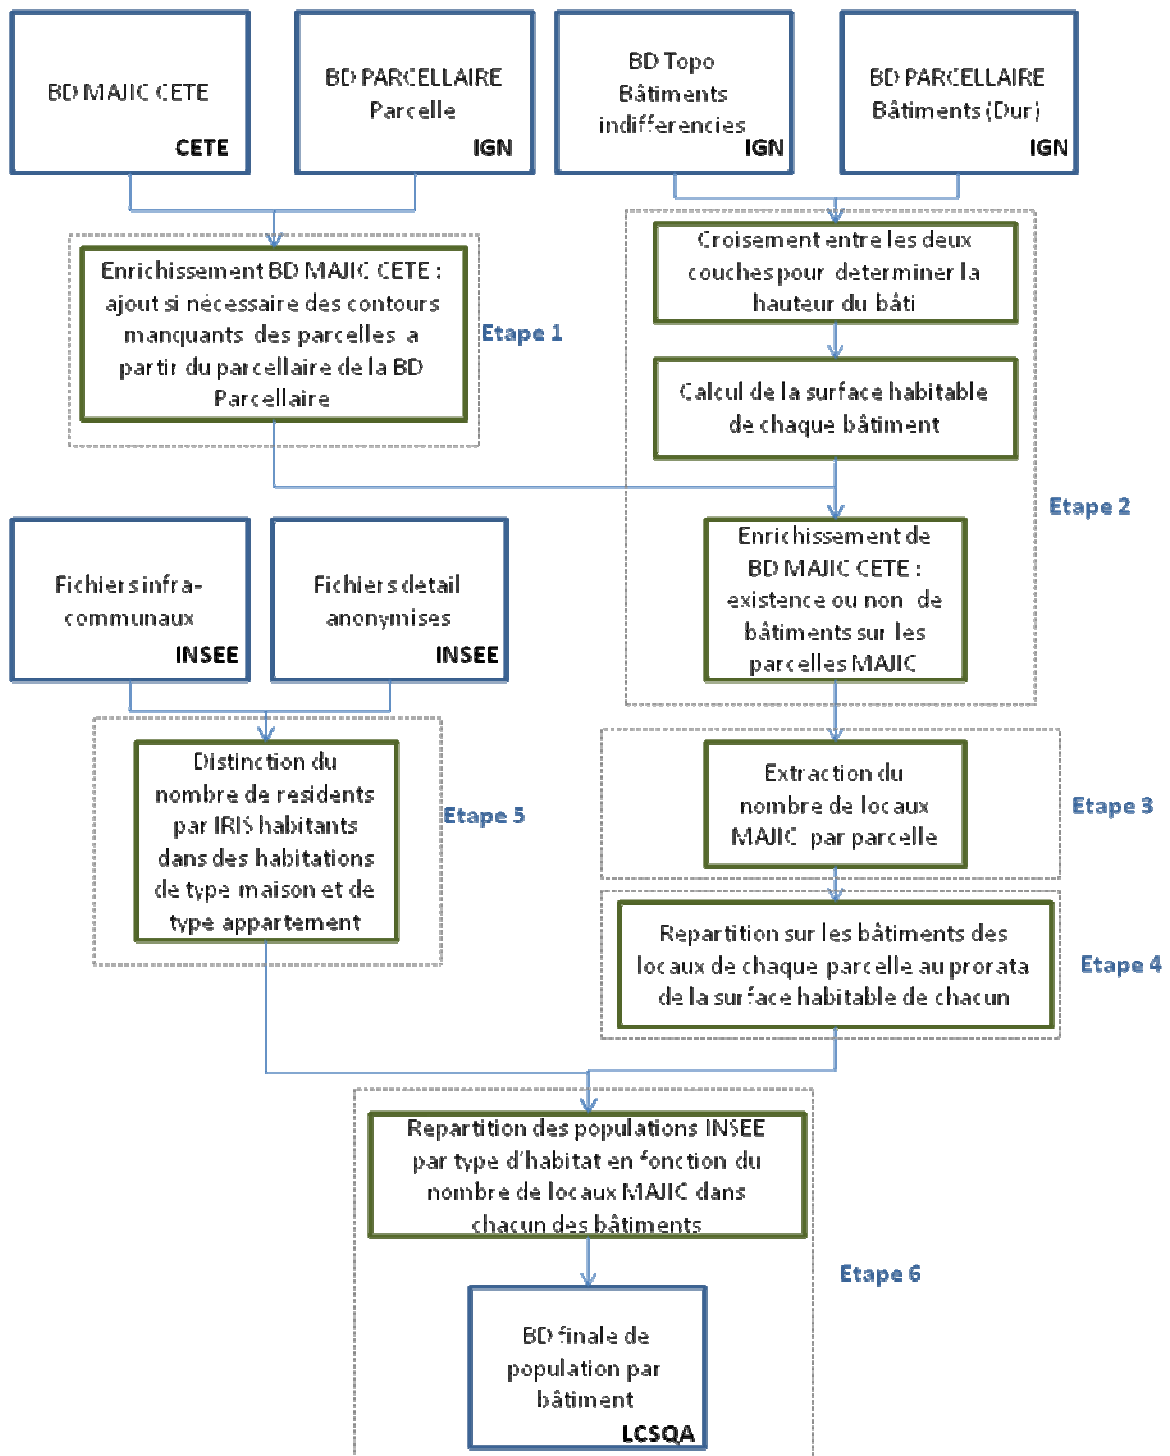 BD MAJIC CETE
CETE
BD PARCELLAIRE
Parcelle
IGN
BD Topo
Bâtiments
indifferencies
IGN
BD PARCELLAIRE
Bâtiments (Dur)
IGN
Enrichissement BD MAJIC CETE :
ajout si nécessaire des contours
manquants des parcelles a
partir du parcellaire de la BD
Parcellaire
Etape 1
Croisement entre les deux
couches pour determiner la
hauteur du bâti
Calcul de la surface habitable
de chaque bâtiment
Enrichissement de
BD MAJIC CETE :
existence ou non de
bâtiments sur les
parcelles MAJIC
Etape 2
Fichiers infra-
communaux
INSEE
Fichiers detail
anonymises
INSEE
Distinction du
nombre de residents
par IRIS habitants
dans des habitations
de type maison et de
type appartement
Etape 5
Extraction du
nombre de locaux
MAJIC par parcelle
Etape 3
Repartition sur les bâtiments des
locaux de chaque parcelle au prorata
de la surface habitable de chacun
Etape 4
Repartition des populations INSEE
par type d'habitat en fonction du
nombre de locaux MAJIC dans
chacun des bâtiments
Etape 6
BD finale de
population par
bâtiment
LCSQA